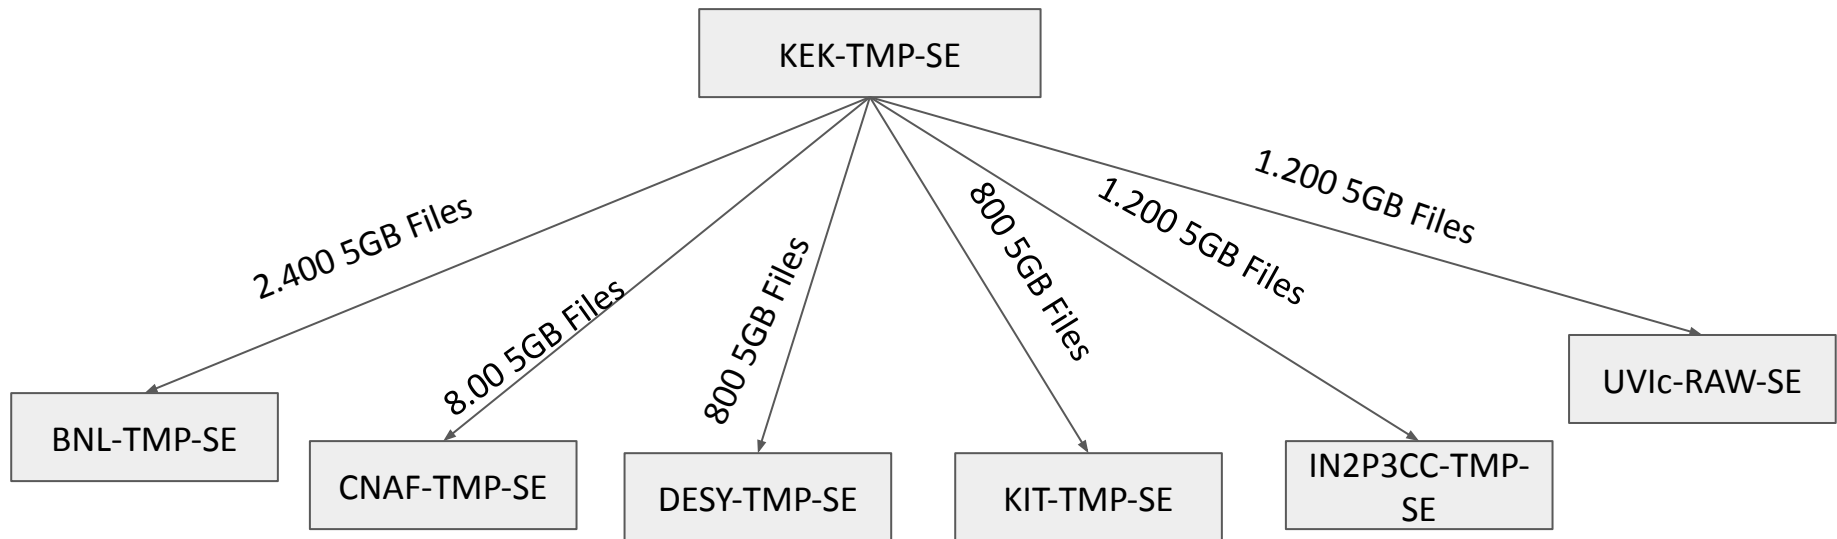 KEK-TMP-SE
2.400 5GB Files
8.00 5GB Files
800 5GB Files
800 5GB Files
1.200 5GB Files
1.200 5GB Files
BNL-TMP-SE
CNAF-TMP-SE
DESY-TMP-SE
KIT-TMP-SE
IN2P3CC-TMP-
SE
UVIc-RAW-SE